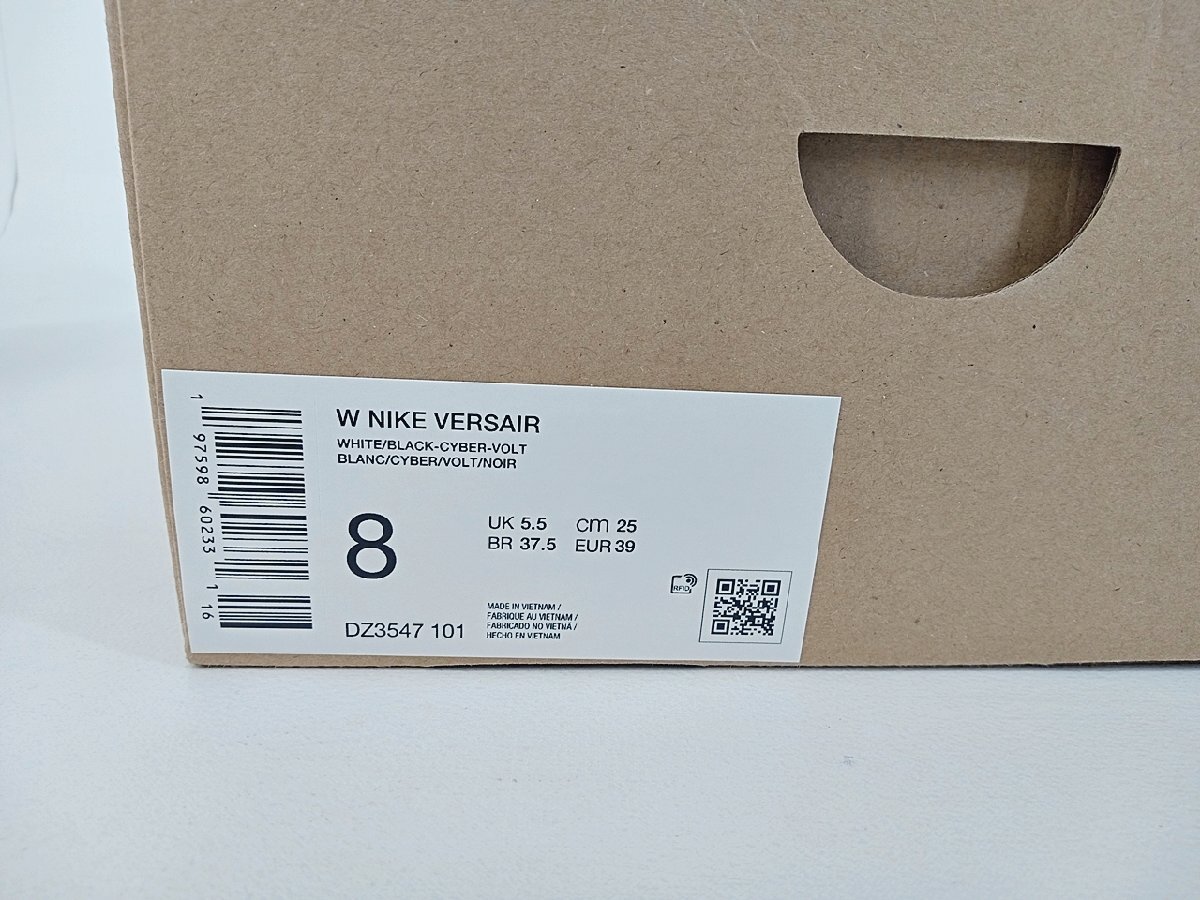 W NIKE VERSAIR
WHITE/BLACK-CYBER-VOLT
BLANC/CYBER/VOLT/NOIR
8
UK 5.5 cm 25
BR 37.5 EUR 39
RFID
DZ3547 101
MADE IN VIETNAM /
FABRIQUE AU VIETNAM /
FABRICADO NO VIETNÃ /
HECHO EN VIETNAM
1 97598 60233 1 16